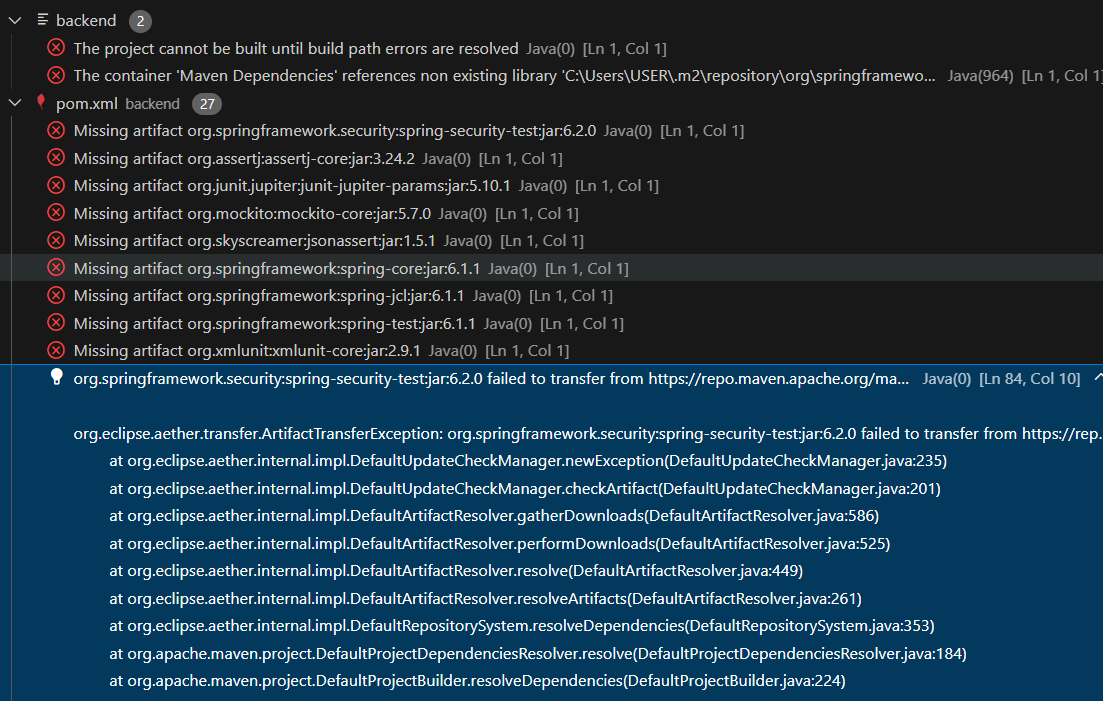 backend 2
The project cannot be built until build path errors are resolved Java(0) [Ln 1, Col 1]
The container 'Maven Dependencies' references non existing library 'C:\Users\USER\.m2\repository\org\springframewo... Java(964) [Ln 1, Col 1]
pom.xml backend 27
Missing artifact org.springframework.security:spring-security-test:jar:6.2.0 Java(0) [Ln 1, Col 1]
Missing artifact org.assertj:assertj-core:jar:3.24.2 Java(0) [Ln 1, Col 1]
Missing artifact org.junit.jupiter:junit-jupiter-params:jar:5.10.1 Java(0) [Ln 1, Col 1]
Missing artifact org.mockito:mockito-core:jar:5.7.0 Java(0) [Ln 1, Col 1]
Missing artifact org.skyscreamer:jsonassert:jar:1.5.1 Java(0) [Ln 1, Col 1]
Missing artifact org.springframework:spring-core:jar:6.1.1 Java(0) [Ln 1, Col 1]
Missing artifact org.springframework:spring-jcl:jar:6.1.1 Java(0) [Ln 1, Col 1]
Missing artifact org.springframework:spring-test:jar:6.1.1 Java(0) [Ln 1, Col 1]
Missing artifact org.xmlunit:xmlunit-core:jar:2.9.1 Java(0) [Ln 1, Col 1]
org.springframework.security:spring-security-test:jar:6.2.0 failed to transfer from https://repo.maven.apache.org/ma... Java(0) [Ln 84, Col 10]
org.eclipse.aether.transfer.ArtifactTransferException: org.springframework.security:spring-security-test:jar:6.2.0 failed to transfer from https://rep.
at org.eclipse.aether.internal.impl.DefaultUpdateCheckManager.newException(DefaultUpdateCheckManager.java:235)
at org.eclipse.aether.internal.impl.DefaultUpdateCheckManager.checkArtifact(DefaultUpdateCheckManager.java:201)
at org.eclipse.aether.internal.impl.DefaultArtifactResolver.gatherDownloads(DefaultArtifactResolver.java:586)
at org.eclipse.aether.internal.impl.DefaultArtifactResolver.performDownloads(DefaultArtifactResolver.java:525)
at org.eclipse.aether.internal.impl.DefaultArtifactResolver.resolve(DefaultArtifactResolver.java:449)
at org.eclipse.aether.internal.impl.DefaultArtifactResolver.resolveArtifacts(DefaultArtifactResolver.java:261)
at org.eclipse.aether.internal.impl.DefaultRepositorySystem.resolveDependencies(DefaultRepositorySystem.java:353)
at org.apache.maven.project.DefaultProjectDependenciesResolver.resolve(DefaultProjectDependenciesResolver.java:184)
at org.apache.maven.project.DefaultProjectBuilder.resolveDependencies(DefaultProjectBuilder.java:224)